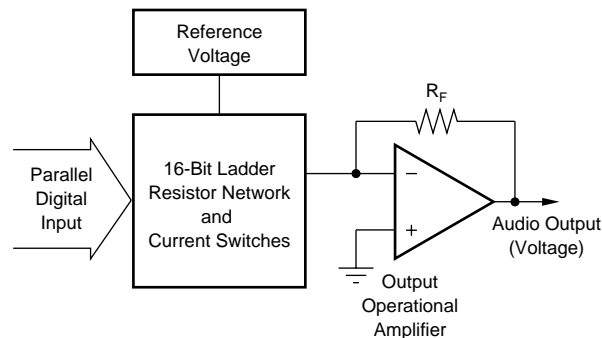 Reference
Voltage
R_F
Parallel
Digital
Input
16-Bit Ladder
Resistor Network
and
Current Switches
−
+
Audio Output
(Voltage)
Output
Operational
Amplifier